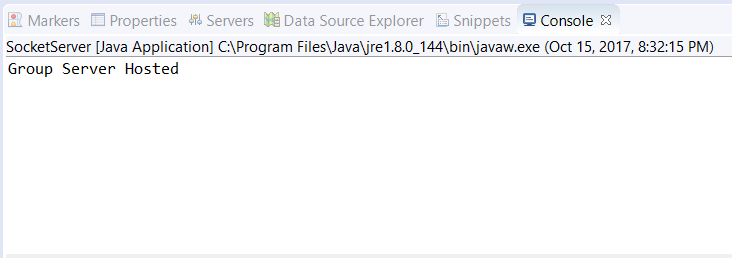 Markers Properties Servers Data Source Explorer Snippets Console
SocketServer [Java Application] C:\Program Files\Java\jre1.8.0_144\bin\javaw.exe (Oct 15, 2017, 8:32:15 PM)
Group Server Hosted